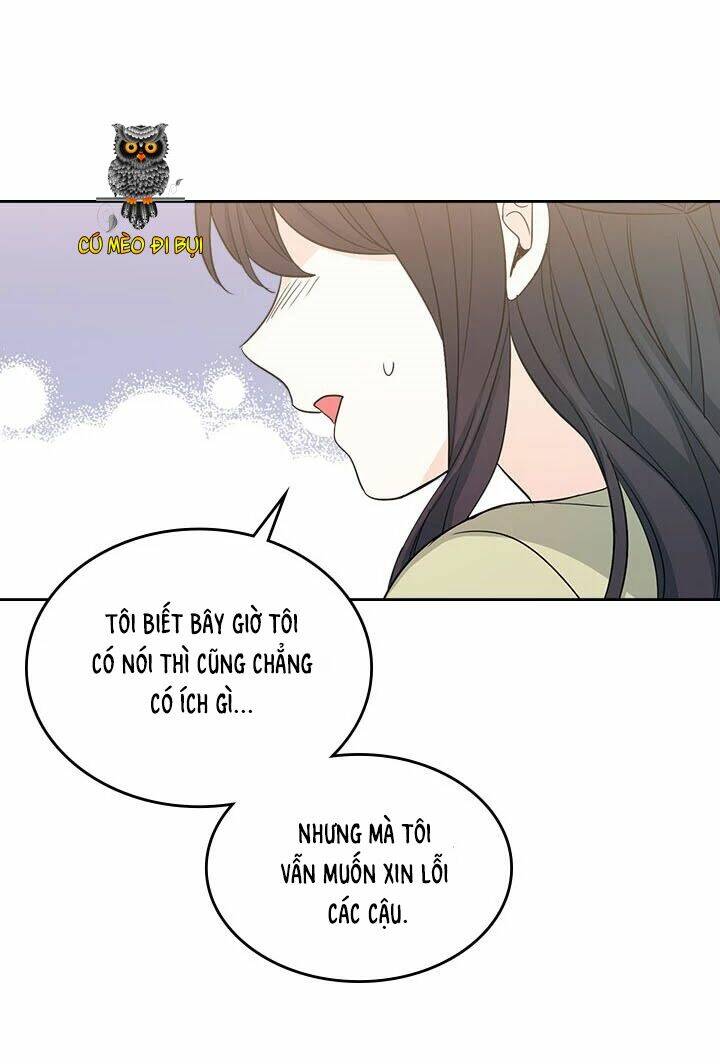 CÚ MÈO ĐI BỤI
TÔI BIẾT BÂY GIỜ TÔI
CÓ NÓI THÌ CŨNG CHẲNG
CÓ ÍCH GÌ...
NHƯNG MÀ TÔI
VẪN MUỐN XIN LỖI
CÁC CẬU.